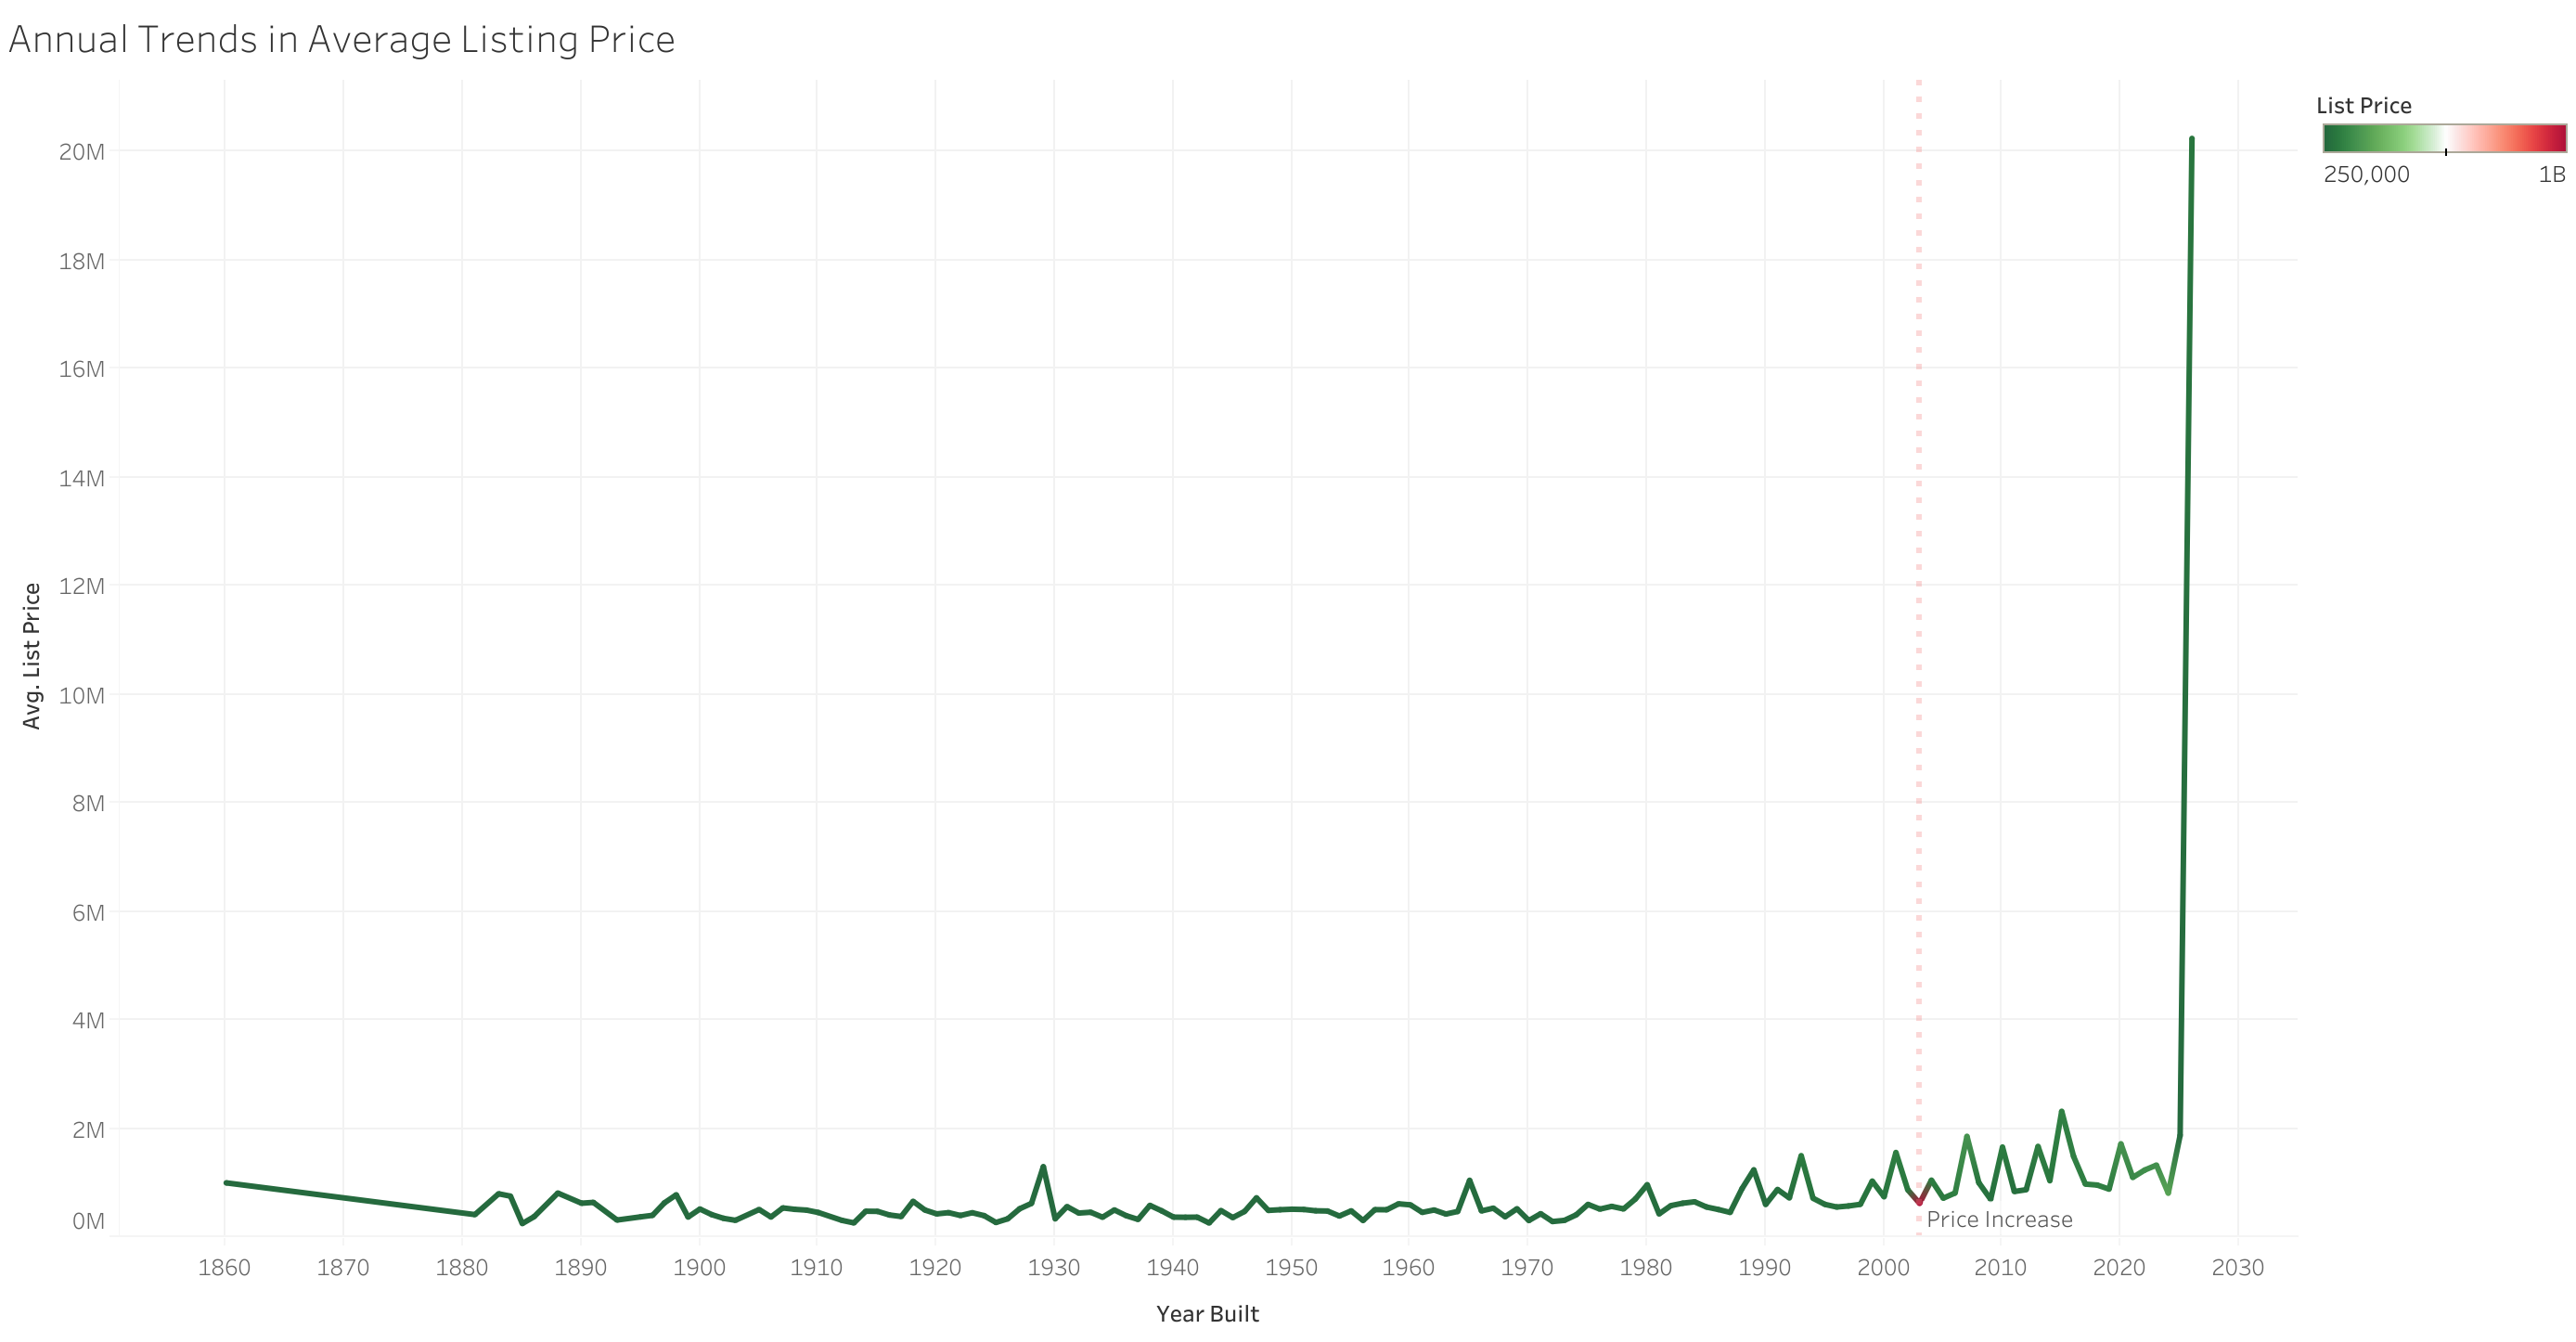 Annual Trends in Average Listing Price
List Price
250,000 1B
Avg. List Price
20M
18M
16M
14M
12M
10M
8M
6M
4M
2M
0M
Price Increase
1860 1870 1880 1890 1900 1910 1920 1930 1940 1950 1960 1970 1980 1990 2000 2010 2020 2030
Year Built